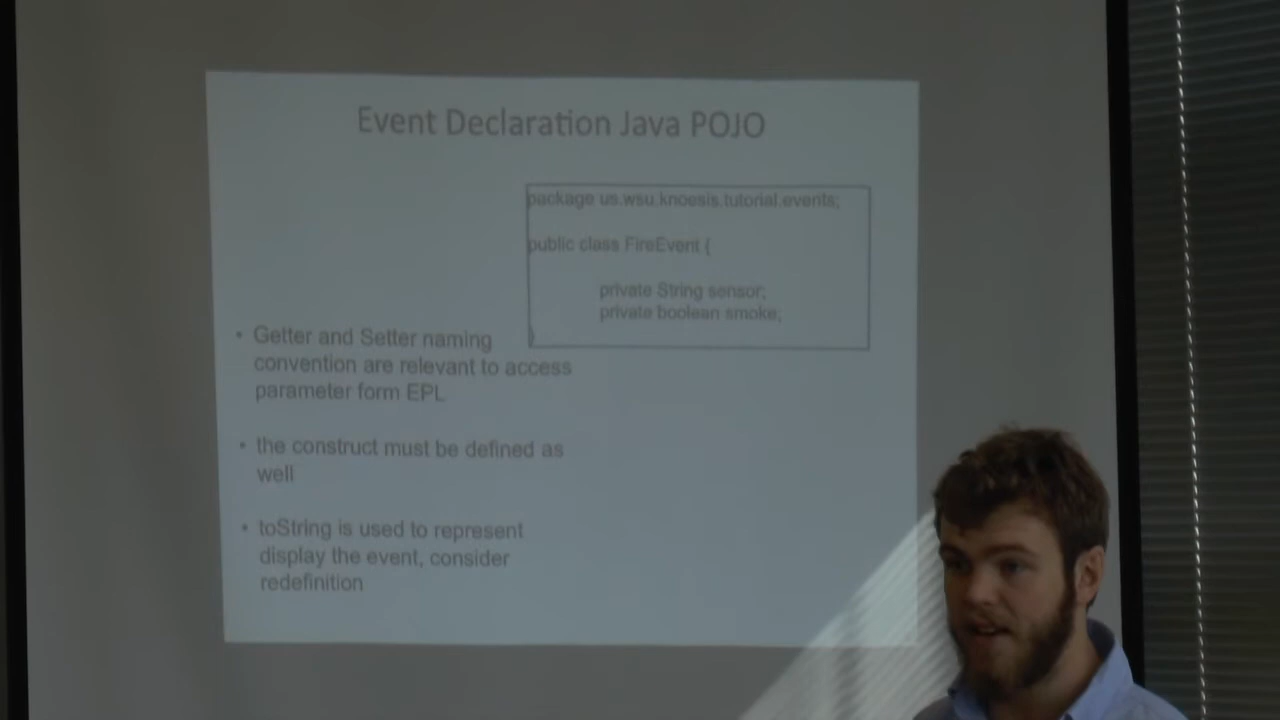 Event Declaration Java POJO
package us.wsu.knoesis.tutorial.events;
public class FireEvent {
private String sensor;
private boolean smoke;
}
• Getter and Setter naming
convention are relevant to access
parameter form EPL
• the construct must be defined as
well
• toString is used to represent
display the event, consider
redefinition